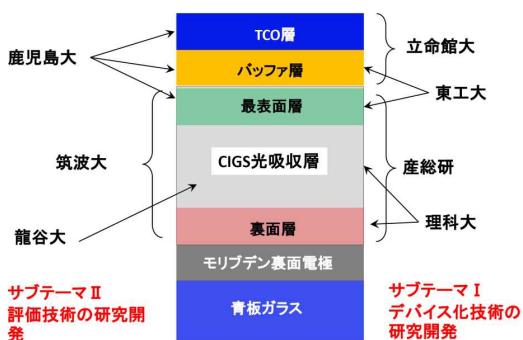 TCO層
立命館大
鹿児島大
バッファ層
東工大
最表面層
筑波大
CIGS光吸収層
産総研
龍谷大
裏面層
理科大
モリブデン裏面電極
サブテーマⅡ
評価技術の研究開
発
青板ガラス
サブテーマⅠ
デバイス化技術の
研究開発